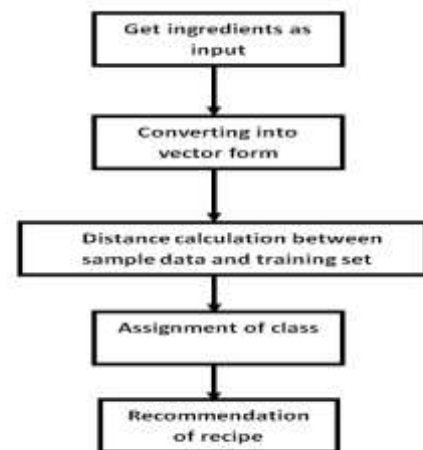 Get ingredients as
input
Converting into
vector form
Distance calculation between
sample data and training set
Assignment of class
Recommendation
of recipe